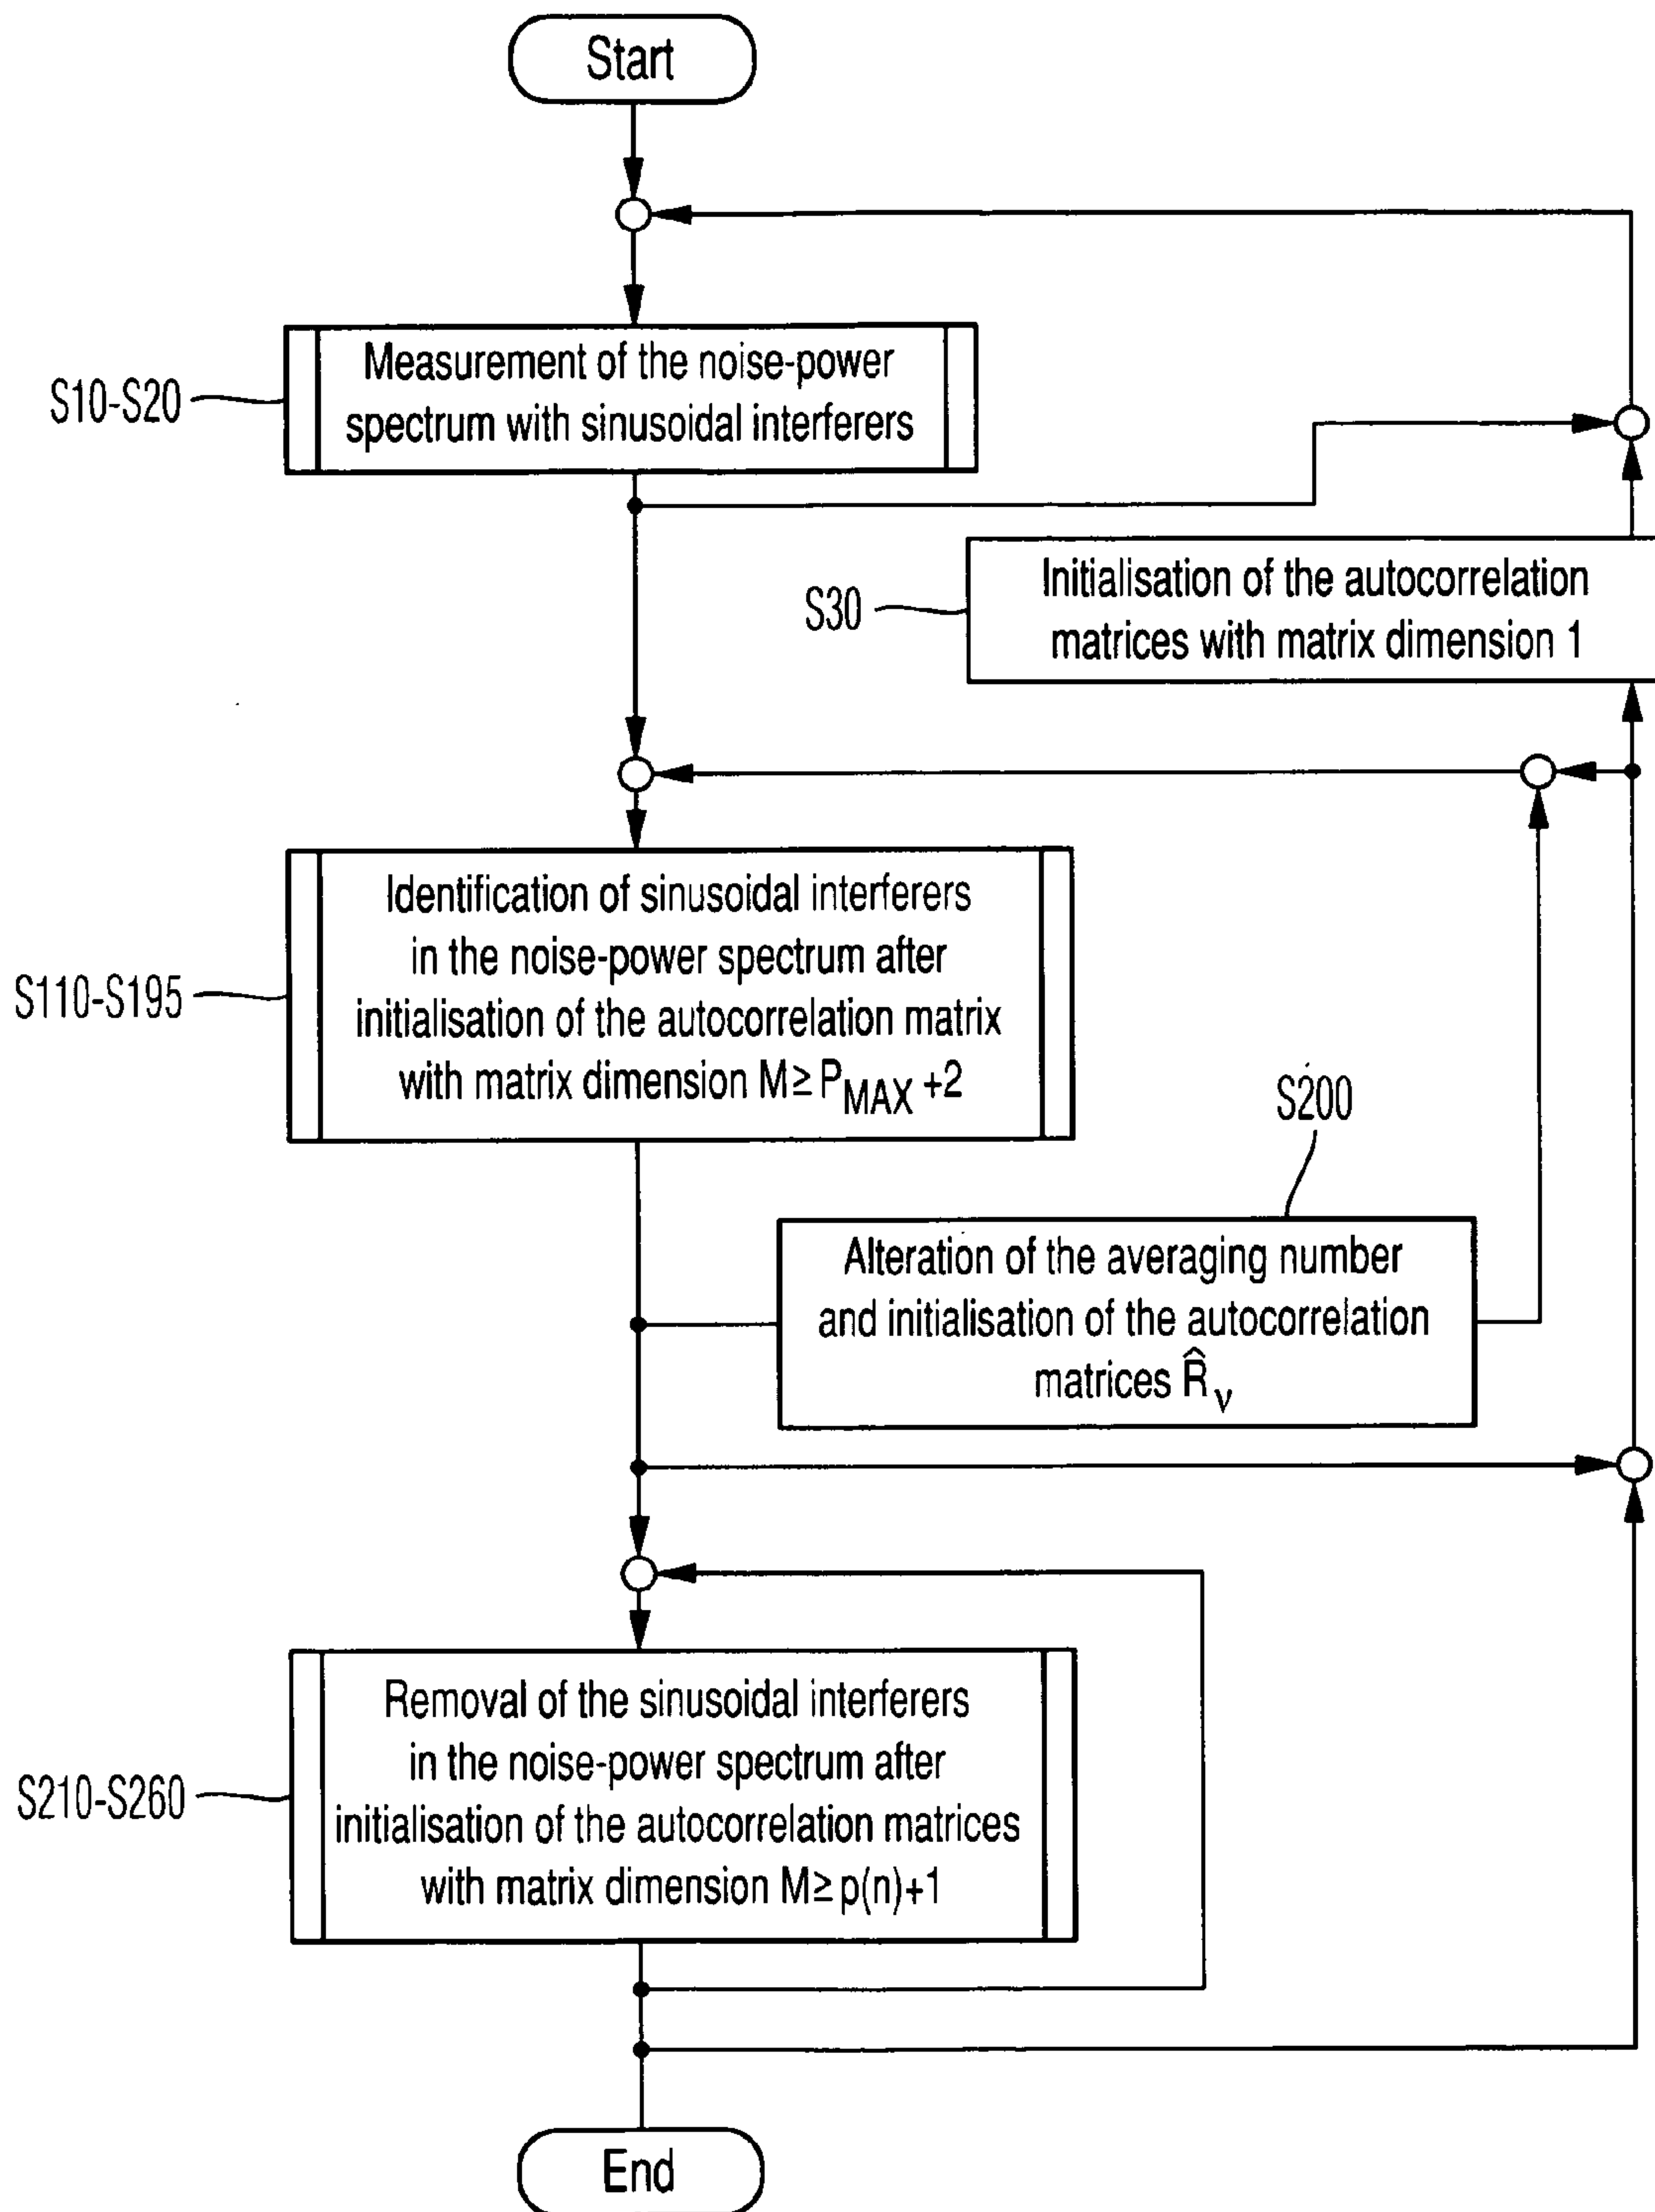 Start
Measurement of the noise-power
spectrum with sinusoidal interferers
S10-S20
Initialisation of the autocorrelation
matrices with matrix dimension 1
S30
Identification of sinusoidal interferers
in the noise-power spectrum after
initialisation of the autocorrelation matrix
with matrix dimension M ≥ P_MAX +2
S110-S195
S200
Alteration of the averaging number
and initialisation of the autocorrelation
matrices R̂_ν
Removal of the sinusoidal interferers
in the noise-power spectrum after
initialisation of the autocorrelation matrices
with matrix dimension M ≥ p(n)+1
S210-S260
End